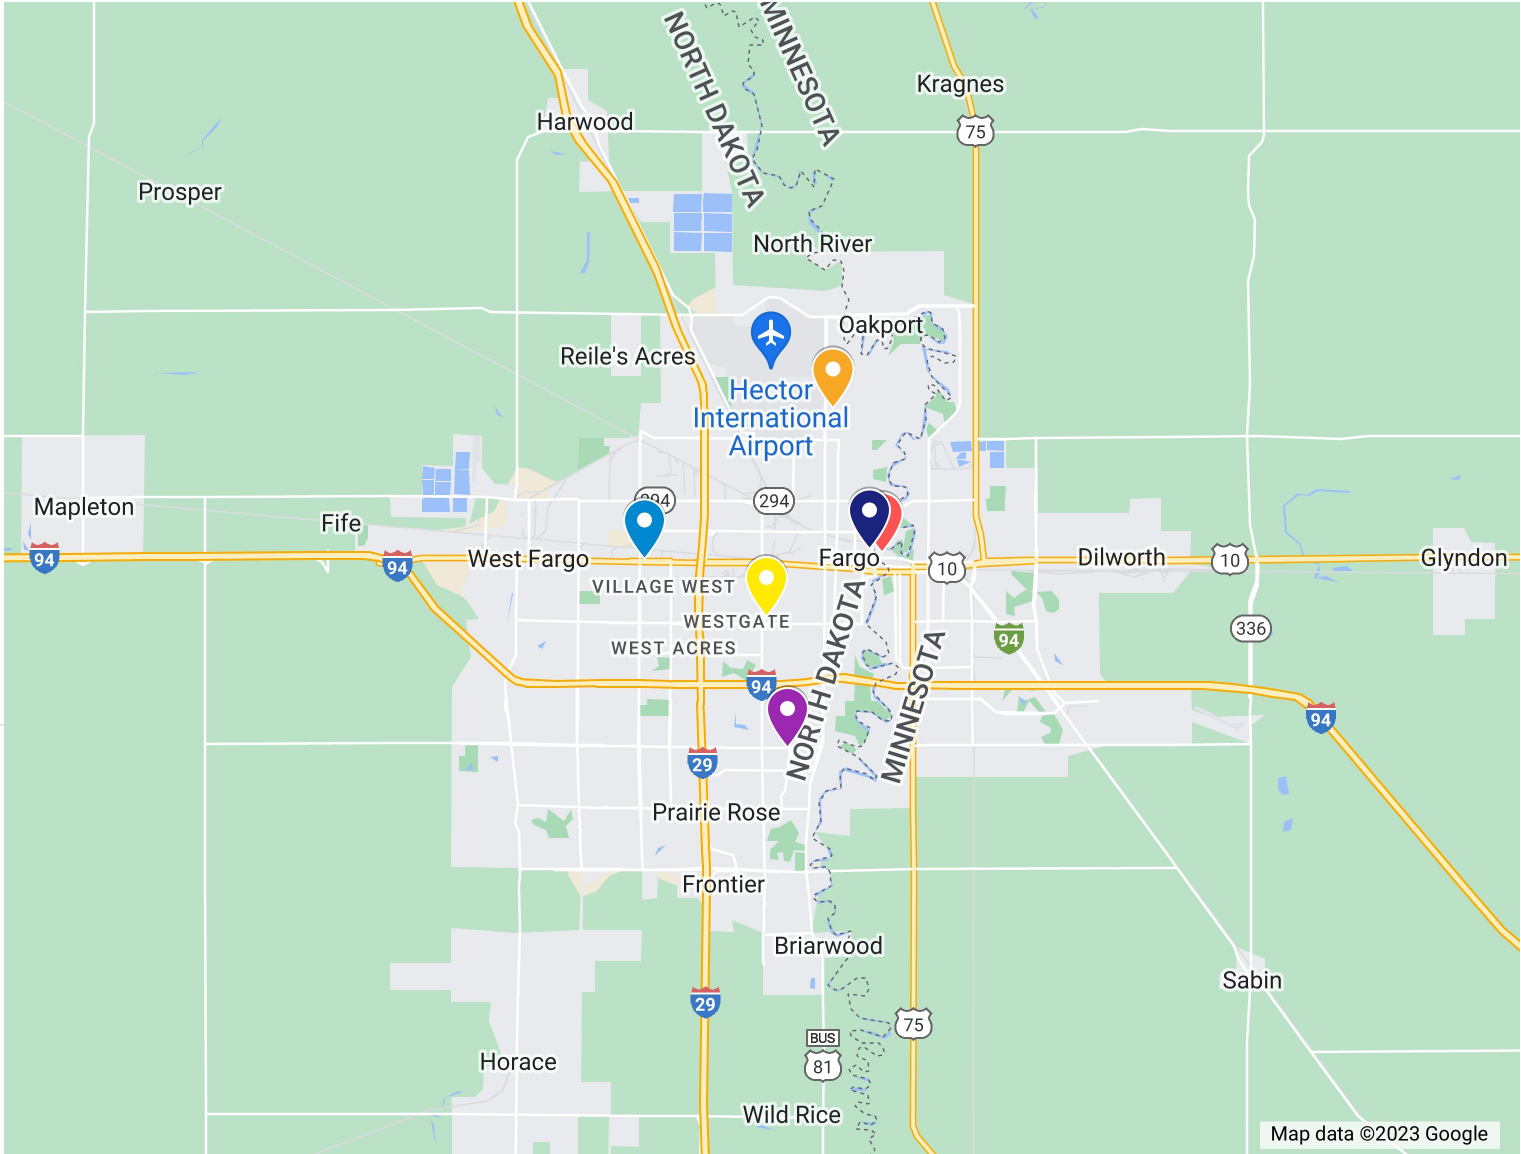 NORTH DAKOTA
MINNESOTA
Kragnes
75
Harwood
Prosper
North River
Oakport
Reile's Acres
Hector
International
Airport
Mapleton
294
294
Fife
94
94
West Fargo
Fargo
10
Dilworth
10
Glyndon
VILLAGE WEST
WESTGATE
WEST ACRES
336
94
94
NORTH DAKOTA
MINNESOTA
94
29
Prairie Rose
Frontier
Briarwood
Sabin
29
75
BUS
81
Horace
Wild Rice
Map data ©2023 Google